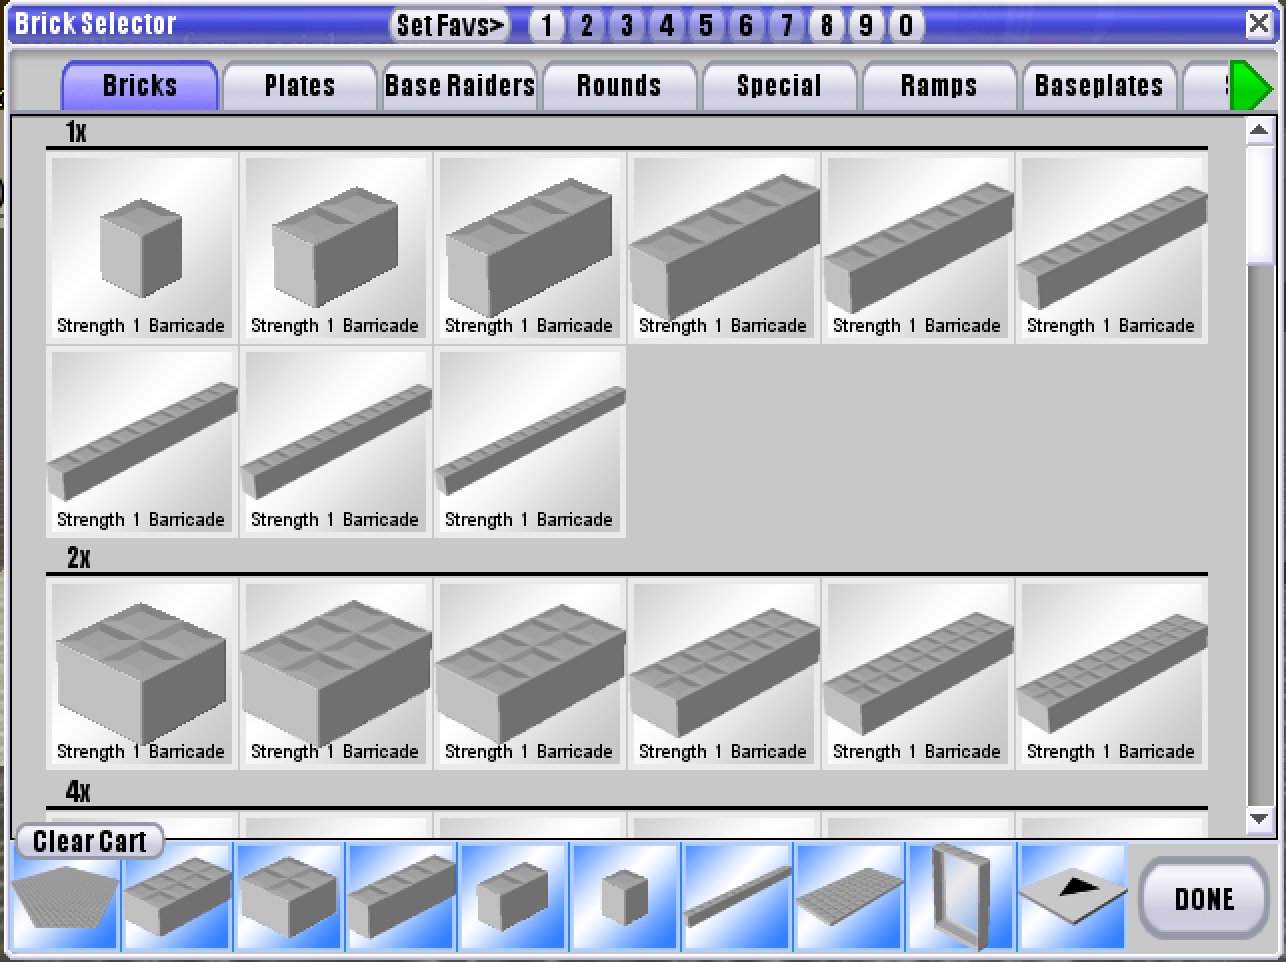 Brick Selector Set Favs> 1 2 3 4 5 6 7 8 9 0
Bricks Plates Base Raiders Rounds Special Ramps Baseplates
1x
Strength 1 Barricade Strength 1 Barricade Strength 1 Barricade Strength 1 Barricade Strength 1 Barricade Strength 1 Barricade
Strength 1 Barricade Strength 1 Barricade Strength 1 Barricade
2x
Strength 1 Barricade Strength 1 Barricade Strength 1 Barricade Strength 1 Barricade Strength 1 Barricade Strength 1 Barricade
4x
Clear Cart
DONE